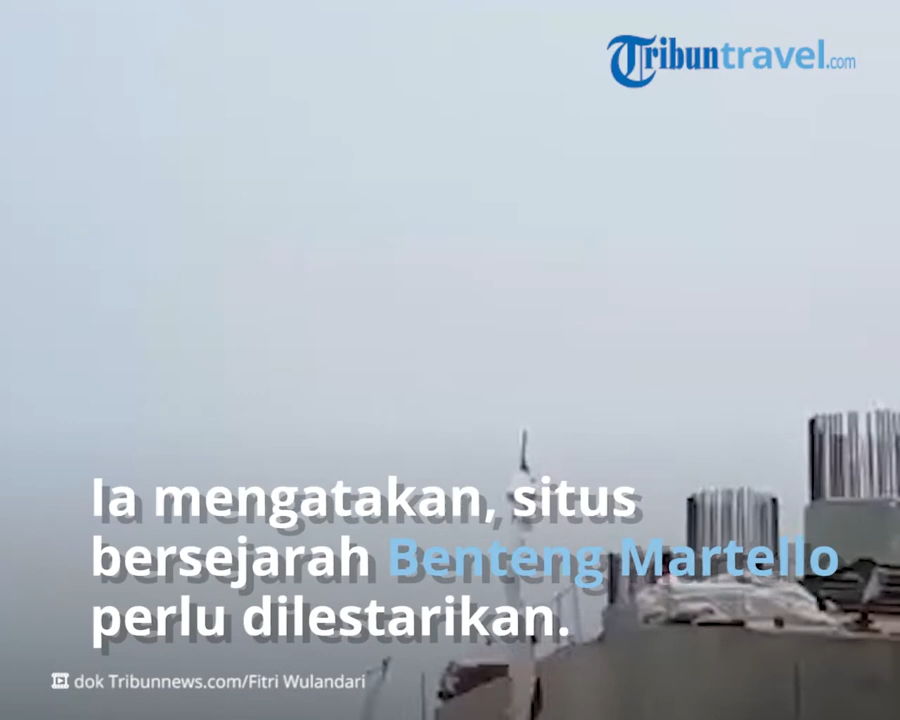 Tribuntravel.com
Ia mengatakan, situs
bersejarah Benteng Martello
perlu dilestarikan.
dok Tribunnews.com/Fitri Wulandari